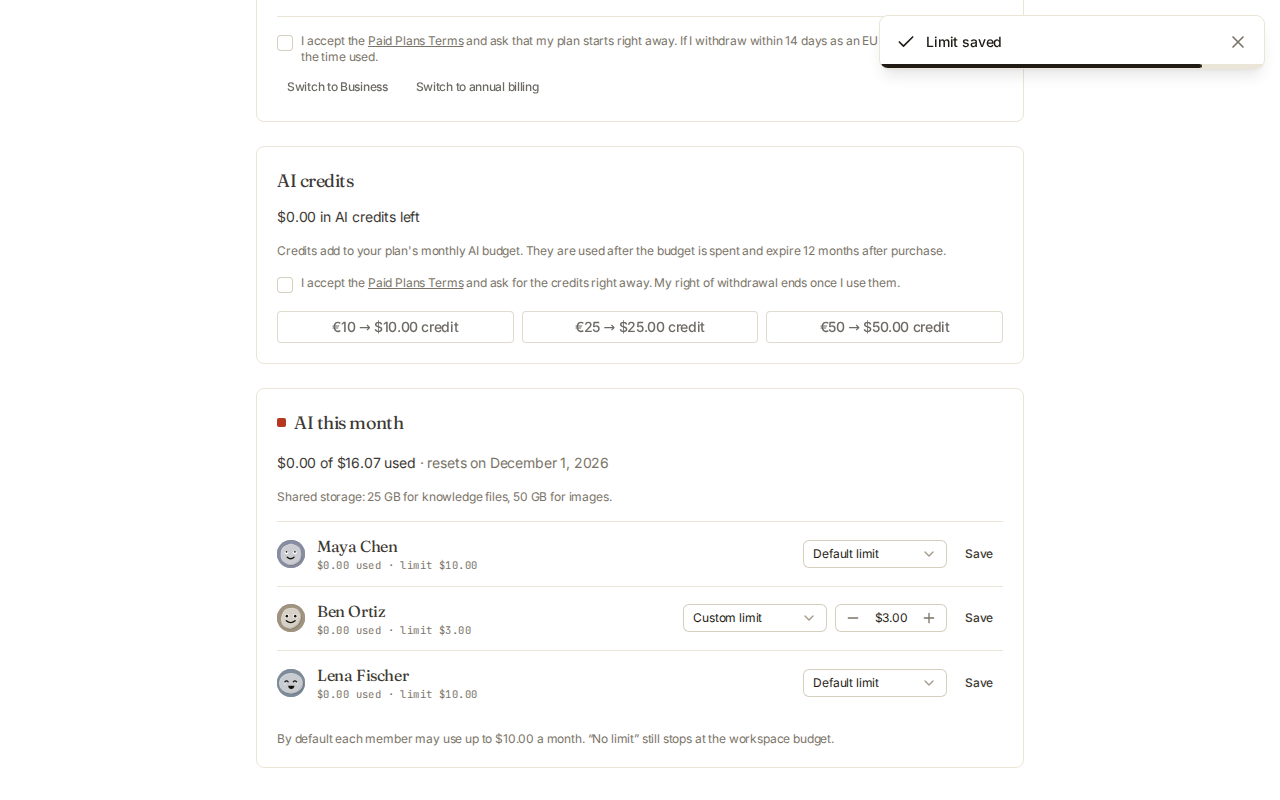 I accept the Paid Plans Terms and ask that my plan starts right away. If I withdraw within 14 days as an EU
the time used.
Limit saved
Switch to Business
Switch to annual billing
AI credits
$0.00 in AI credits left
Credits add to your plan's monthly AI budget. They are used after the budget is spent and expire 12 months after purchase.
I accept the Paid Plans Terms and ask for the credits right away. My right of withdrawal ends once I use them.
€10 → $10.00 credit
€25 → $25.00 credit
€50 → $50.00 credit
AI this month
$0.00 of $16.07 used · resets on December 1, 2026
Shared storage: 25 GB for knowledge files, 50 GB for images.
Maya Chen
$0.00 used · limit $10.00
Default limit
Save
Ben Ortiz
$0.00 used · limit $3.00
Custom limit
$3.00
Save
Lena Fischer
$0.00 used · limit $10.00
Default limit
Save
By default each member may use up to $10.00 a month. “No limit” still stops at the workspace budget.